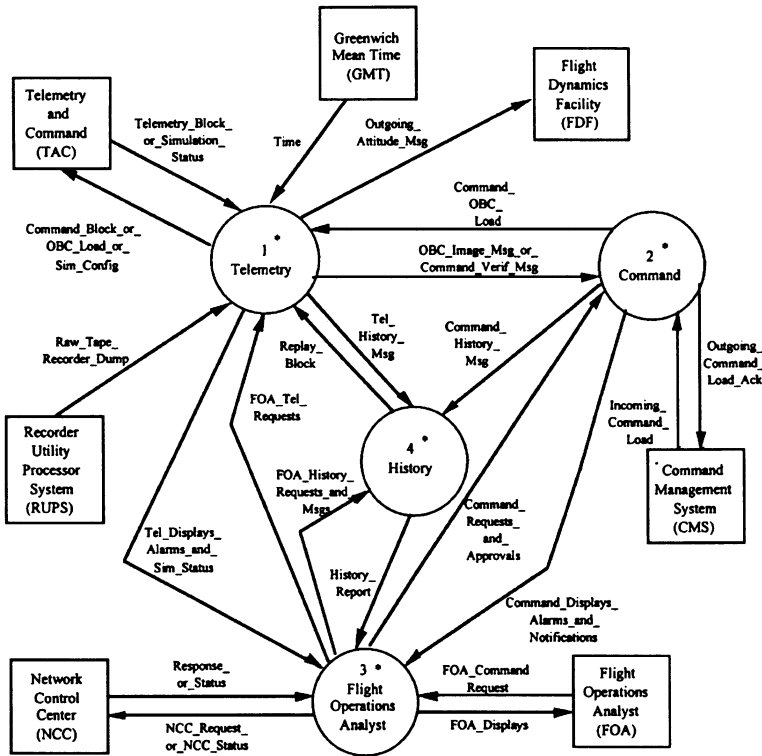 Greenwich
Mean Time
(GMT)
Flight
Dynamics
Facility
(FDF)
Telemetry
and
Command
(TAC)
Telemetry_Block_
or_Simulation_
Status
Time
Outgoing_
Attitude_Msg
Command_Block_or_
OBC_Load_or_
Sim_Config
1 *
Telemetry
Command_
OBC_
Load
OBC_Image_Msg_or_
Command_Verif_Msg
2 *
Command
Raw_Tape_
Recorder_Dump
Replay_
Block
Tel_
History_
Msg
Command_
History_
Msg
Outgoing_
Command_
Load_Ack
Incoming_
Command_
Load
FOA_Tel_
Requests
Recorder
Utility
Processor
System
(RUPS)
4 *
History
Command
Management
System
(CMS)
FOA_History_
Requests_and_
Msgs
Command_
Requests_
and_
Approvals
Tel_Displays_
Alarms_and_
Sim_Status
History_
Report
Command_Displays_
Alarms_and_
Notifications
Network
Control
Center
(NCC)
Response_
or_Status
NCC_Request_
or_NCC_Status
3 *
Flight
Operations
Analyst
FOA_Command
Request
FOA_Displays
Flight
Operations
Analyst
(FOA)